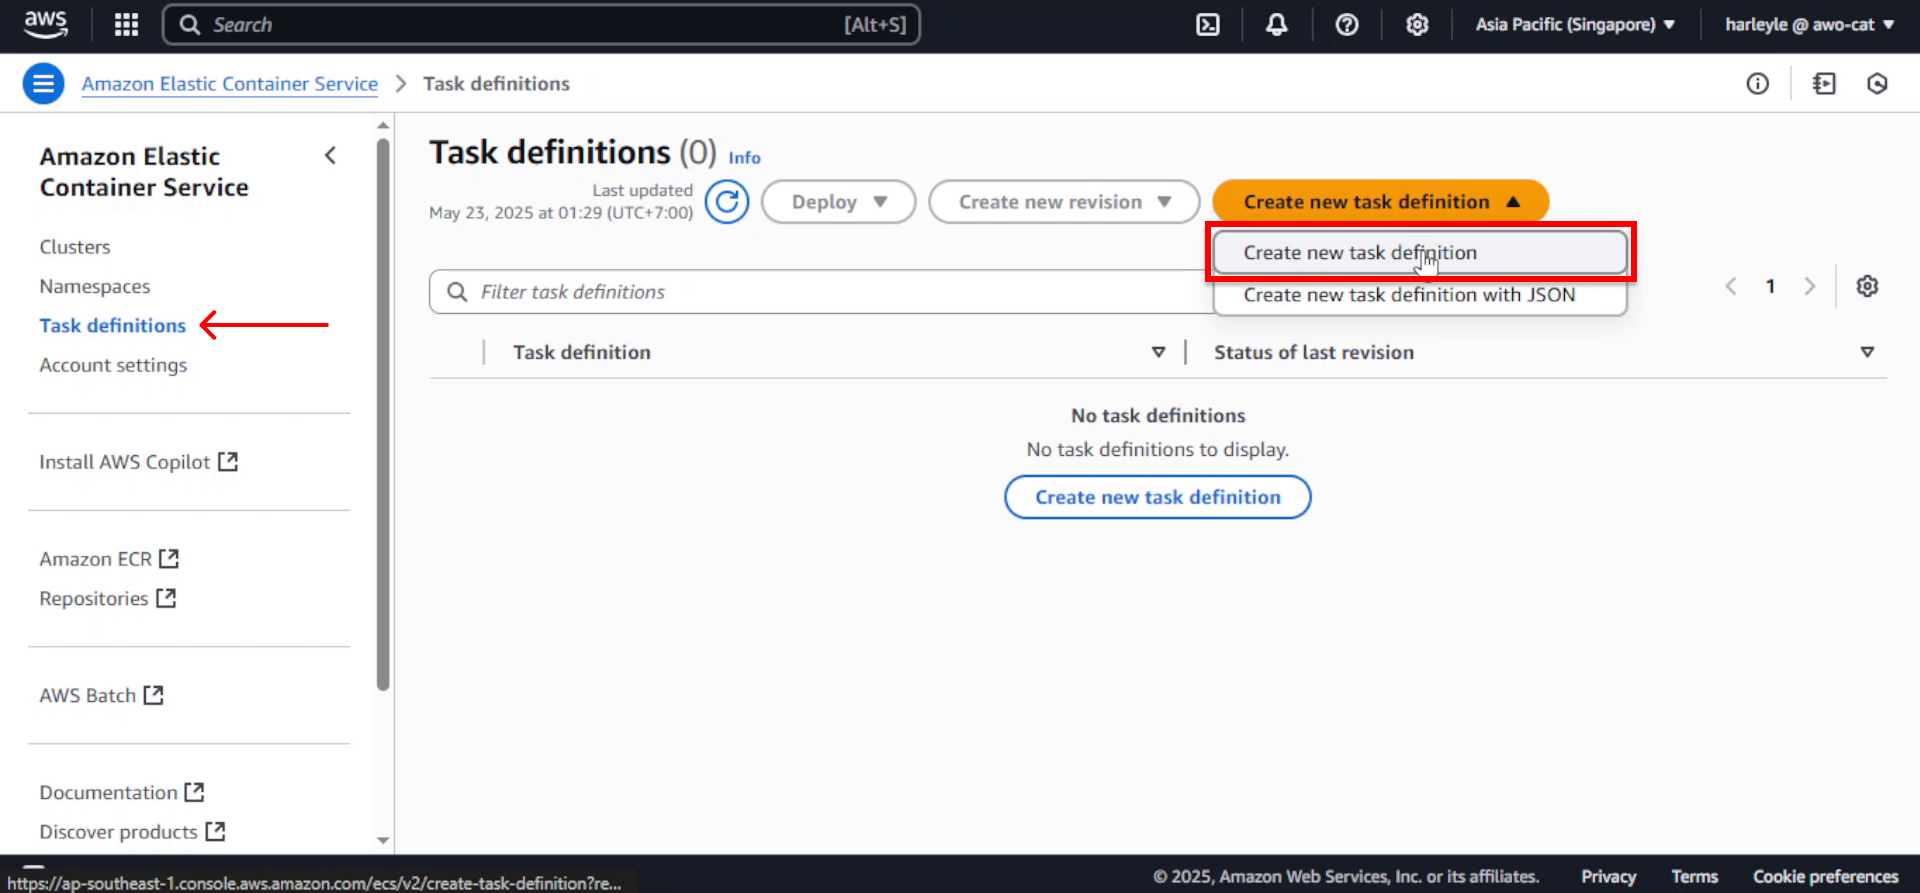 aws
Search
[Alt+S]
Asia Pacific (Singapore)
harleyle @ awo-cat
Amazon Elastic Container Service
Task definitions
Amazon Elastic
Container Service
Clusters
Namespaces
Task definitions
Account settings
Install AWS Copilot
Amazon ECR
Repositories
AWS Batch
Documentation
Discover products
Task definitions (0) Info
Last updated
May 23, 2025 at 01:29 (UTC+7:00)
Deploy
Create new revision
Create new task definition
Create new task definition
Create new task definition with JSON
Filter task definitions
1
Task definition
Status of last revision
No task definitions
No task definitions to display.
Create new task definition
https://ap-southeast-1.console.aws.amazon.com/ecs/v2/create-task-definition?re...
© 2025, Amazon Web Services, Inc. or its affiliates.
Privacy
Terms
Cookie preferences